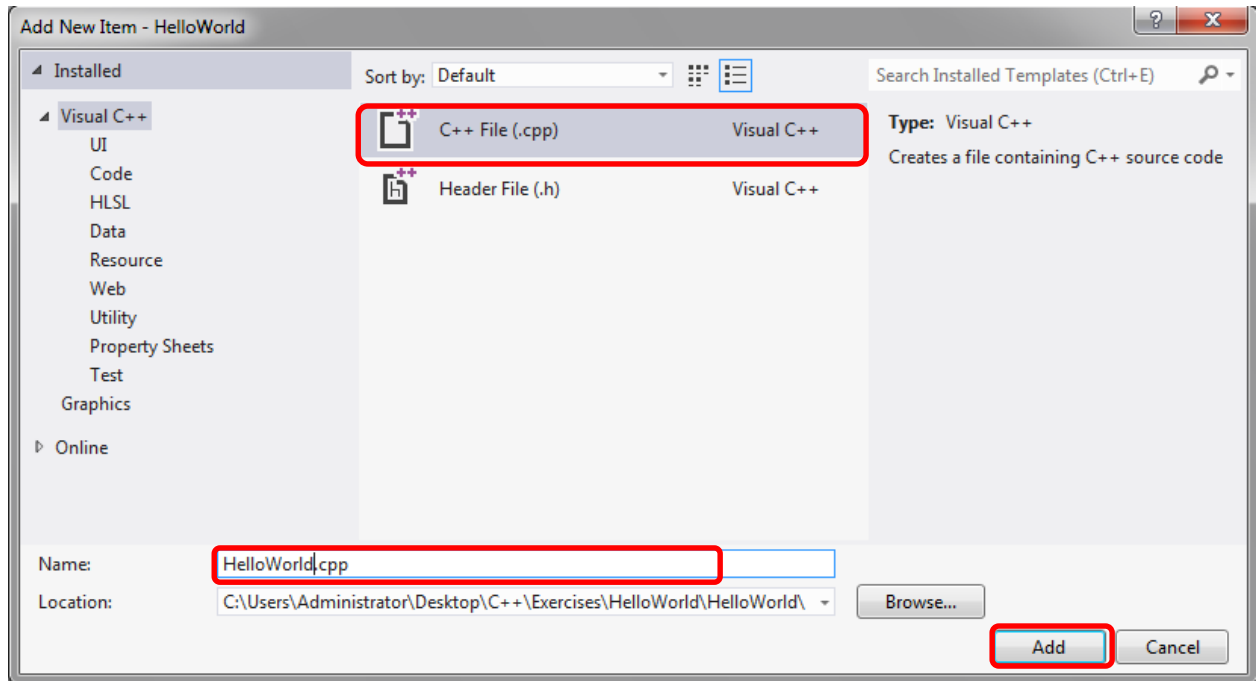 Add New Item - HelloWorld
Installed
Sort by: Default
Search Installed Templates (Ctrl+E)
Visual C++
UI
Code
HLSL
Data
Resource
Web
Utility
Property Sheets
Test
Graphics
Online
C++ File (.cpp) Visual C++
Header File (.h) Visual C++
Type: Visual C++
Creates a file containing C++ source code
Name: HelloWorld.cpp
Location: C:\Users\Administrator\Desktop\C++\Exercises\HelloWorld\HelloWorld\
Browse...
Add
Cancel